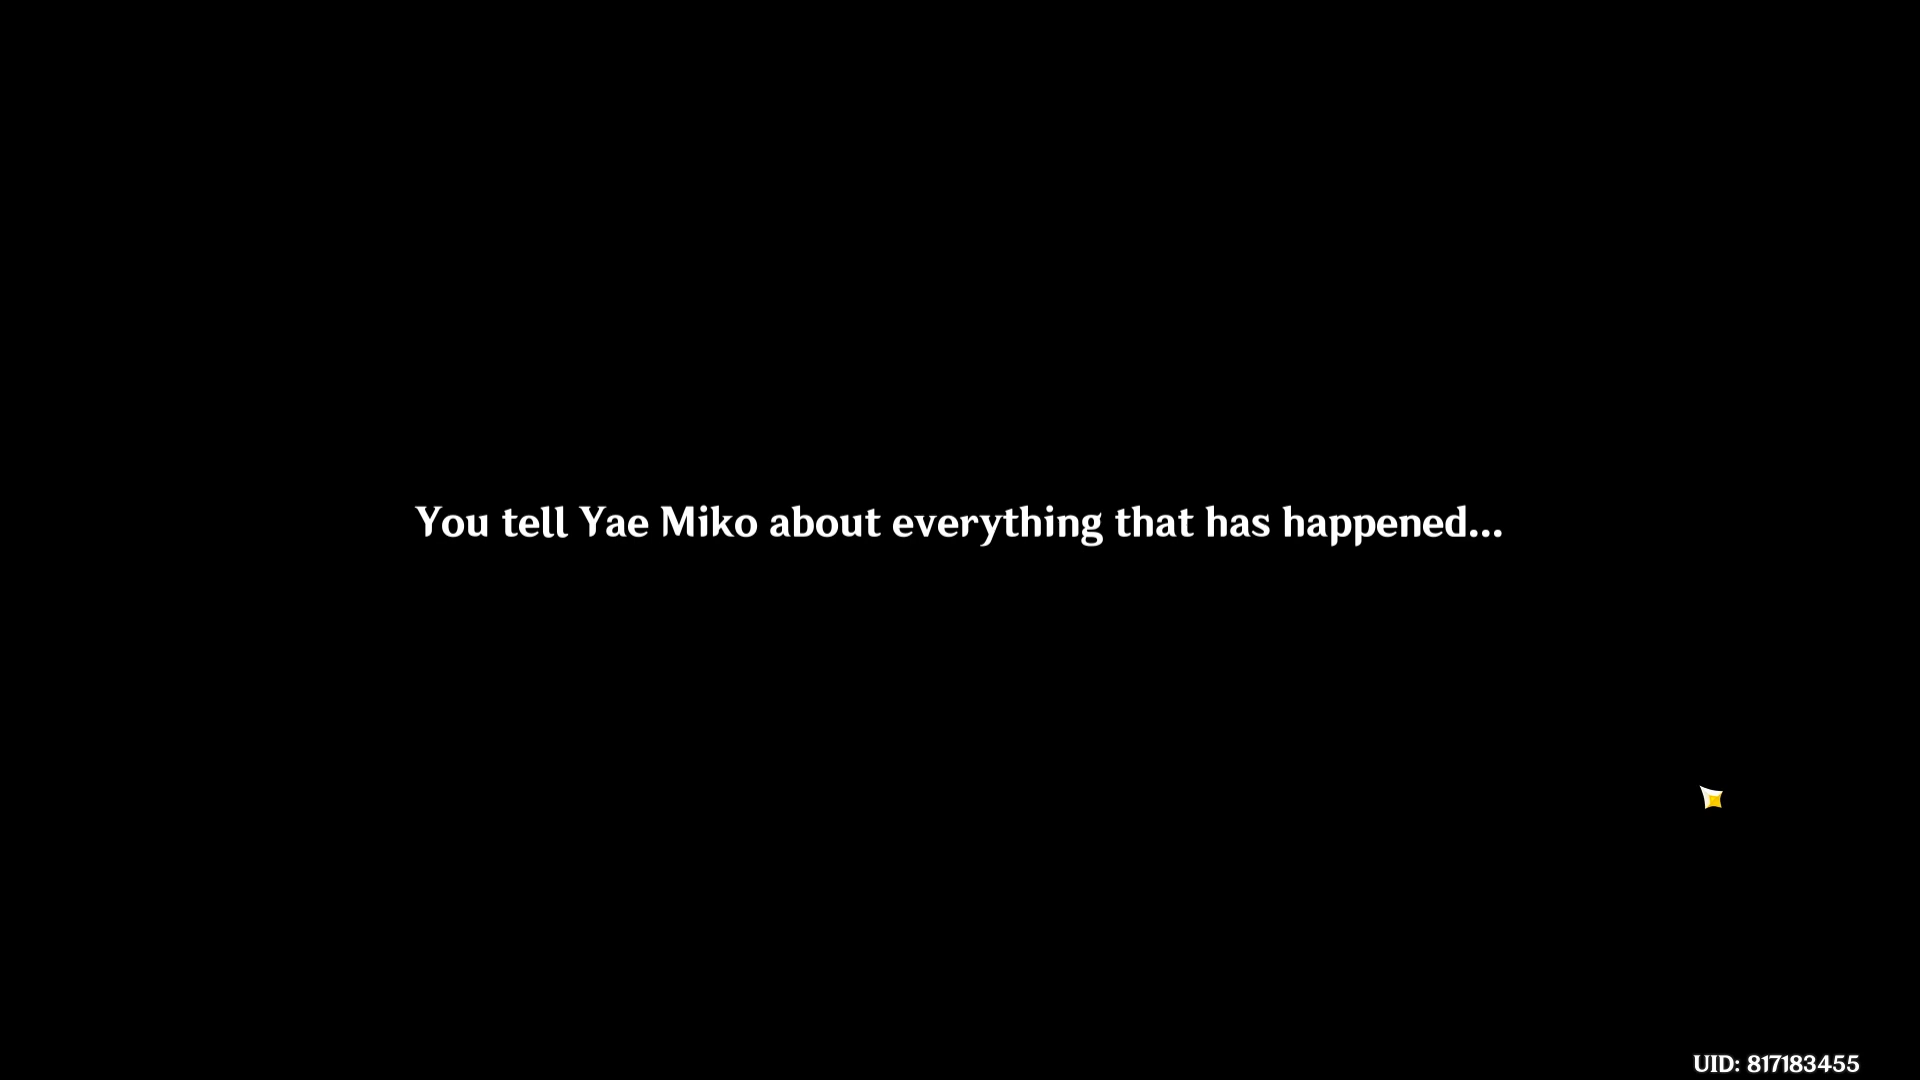 You tell Yae Miko about everything that has happened...
UID: 817183455